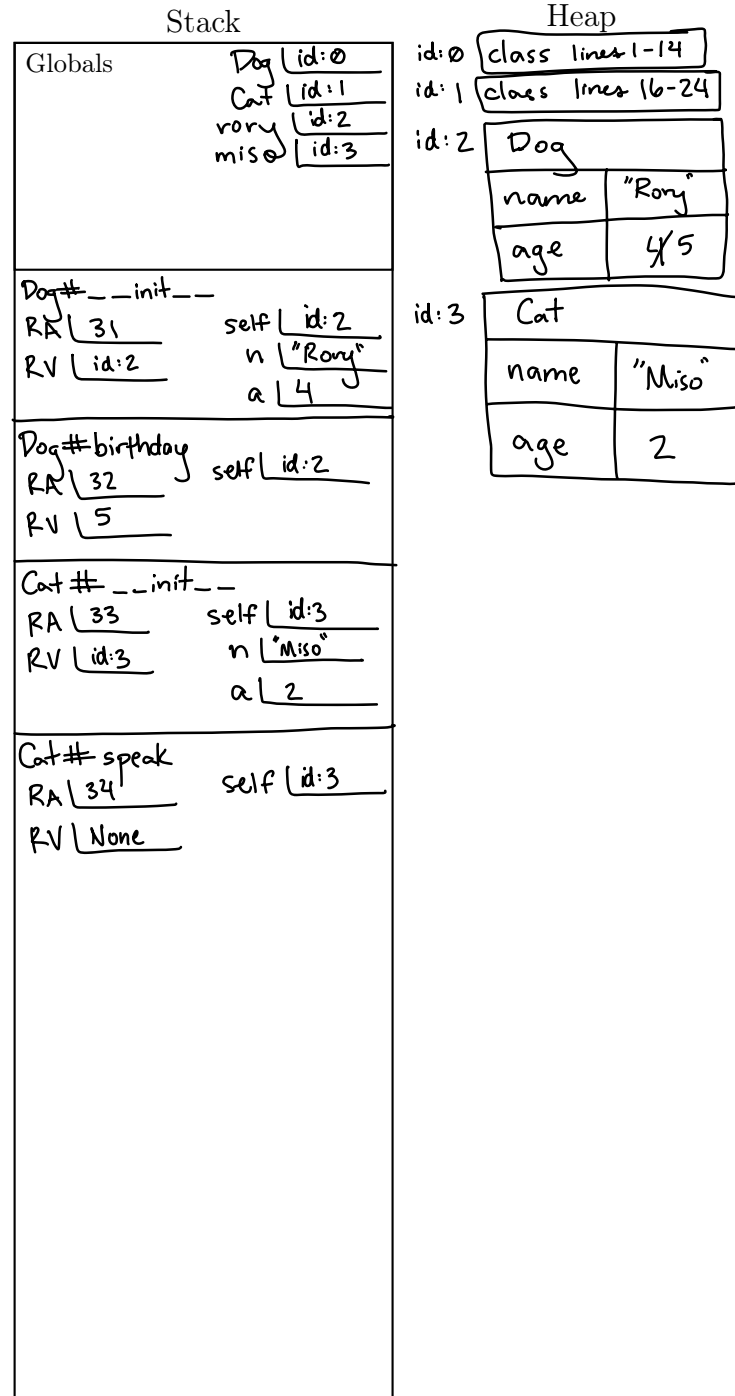 Stack
Heap
Globals
Dog id:0
Cat id:1
rory id:2
miso id:3
id:0 class lines 1-14
id:1 class lines 16-24
id:2 Dog
name "Rory"
age 4 5
id:3 Cat
name "Miso"
age 2
Dog#__init__
RA 31 self id:2
RV id:2 n "Rory"
a 4
Dog#birthday
RA 32 self id:2
RV 5
Cat#__init__
RA 33 self id:3
RV id:3 n "Miso"
a 2
Cat#speak
RA 34 self id:3
RV None